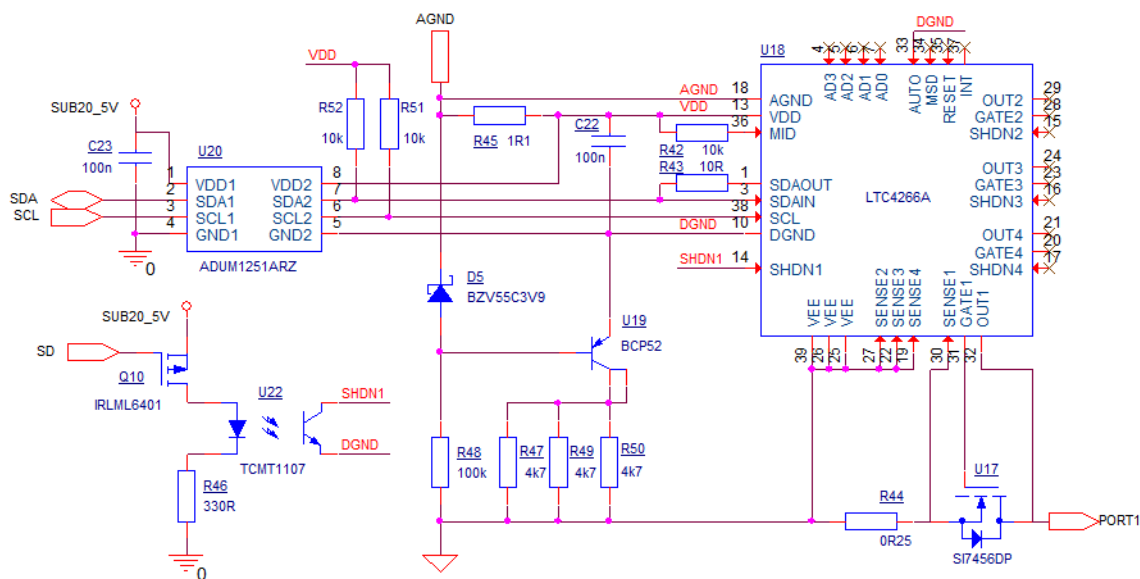 AGND
DGND
VDD
U18
4 5 6 7 33 34 35 37
AD3 AD2 AD1 AD0 AUTO MSD RESET INT
SUB20_5V
R52
10k
R51
10k
AGND 18 AGND
VDD 13 VDD
36 MID
OUT2 29
GATE2 28
SHDN2 15
R45 1R1
C22
100n
R42 10k
R43 10R
C23
100n
U20
1 VDD1 VDD2 8
SDA 2 SDA1 SDA2 7
SCL 3 SCL1 SCL2 6
4 GND1 GND2 5
ADUM1251ARZ
0
1 SDAOUT
3 SDAIN
38 SCL
DGND 10 DGND
SHDN1 14 SHDN1
LTC4266A
OUT3 24
GATE3 23
SHDN3 16
OUT4 21
GATE4 20
SHDN4 17
D5
BZV55C3V9
U19
BCP52
VEE VEE VEE SENSE2 SENSE3 SENSE4 SENSE1 GATE1 OUT1
39 26 25 27 22 19 30 31 32
SUB20_5V
SD
Q10
IRLML6401
U22
SHDN1
DGND
TCMT1107
R46
330R
0
R48
100k
R47
4k7
R49
4k7
R50
4k7
R44
0R25
U17
SI7456DP
PORT1